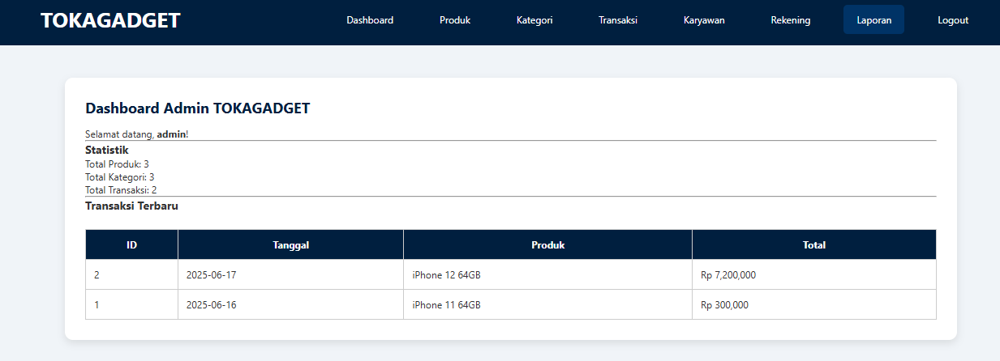 TOKAGADGET Dashboard Produk Kategori Transaksi Karyawan Rekening Laporan Logout
Dashboard Admin TOKAGADGET
Selamat datang, admin!
Statistik
Total Produk: 3
Total Kategori: 3
Total Transaksi: 2
Transaksi Terbaru
ID Tanggal Produk Total
2 2025-06-17 iPhone 12 64GB Rp 7,200,000
1 2025-06-16 iPhone 11 64GB Rp 300,000